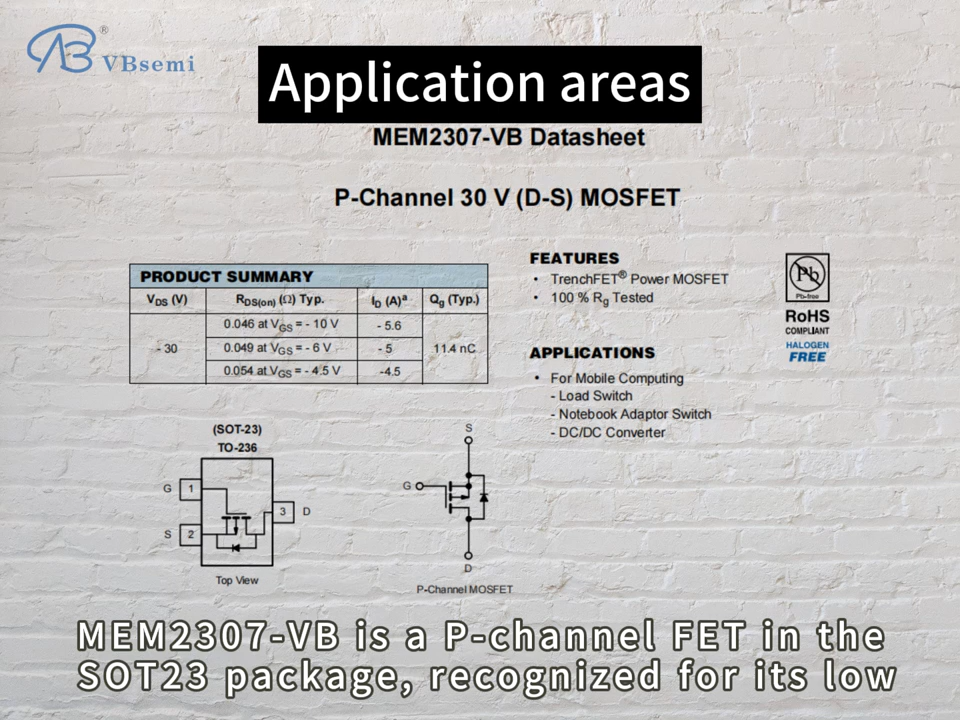 VBsemi
®
Application areas
MEM2307-VB Datasheet
P-Channel 30 V (D-S) MOSFET
PRODUCT SUMMARY
VDS (V) RDS(on) (Ω) Typ. ID (A)a Qg (Typ.)
- 30
0.046 at VGS = - 10 V - 5.6
0.049 at VGS = - 6 V - 5
0.054 at VGS = - 4.5 V -4.5
11.4 nC
FEATURES
• TrenchFET® Power MOSFET
• 100 % Rg Tested
APPLICATIONS
• For Mobile Computing
- Load Switch
- Notebook Adaptor Switch
- DC/DC Converter
Pb
Pb-free
RoHS
COMPLIANT
HALOGEN
FREE
(SOT-23)
TO-236
G 1
S 2
3 D
Top View
S
G
D
P-Channel MOSFET
MEM2307-VB is a P-channel FET in the
SOT23 package, recognized for its low